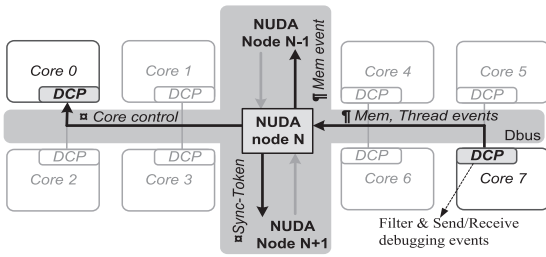 NUDA
Node N-1
¶ Mem event
Core 0
DCP
Core 1
DCP
Core 4
DCP
Core 5
DCP
¤ Core control
NUDA
node N
¶ Mem, Thread events
Dbus
DCP
Core 2
DCP
Core 3
¤Sync-Token
NUDA
Node N+1
DCP
Core 6
DCP
Core 7
Filter & Send/Receive
debugging events